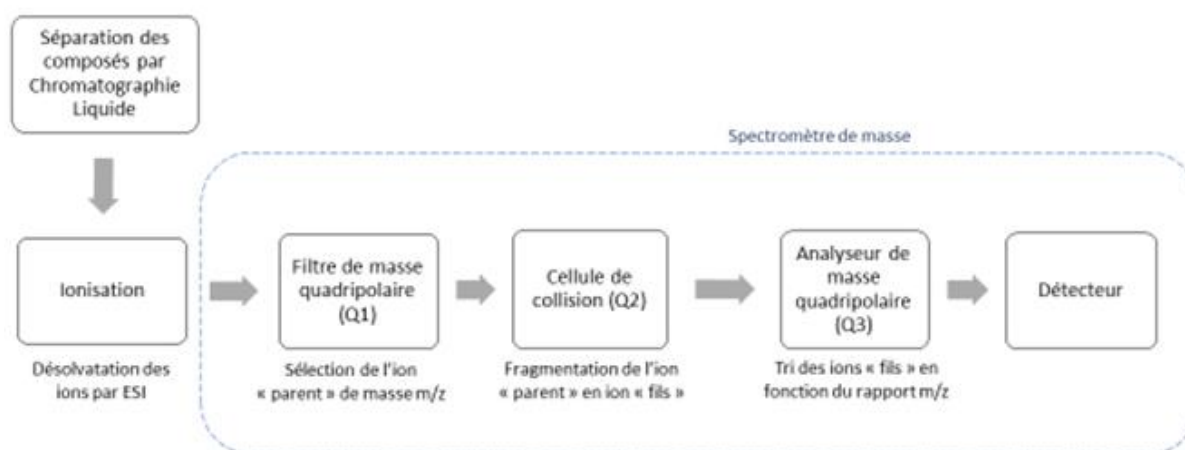 Séparation des
composés par
Chromatographie
Liquide
Spectromètre de masse
Ionisation
Désolvatation des
ions par ESI
Filtre de masse
quadripolaire
(Q1)
Sélection de l'ion
« parent » de masse m/z
Cellule de
collision (Q2)
Fragmentation de l'ion
« parent » en ion « fils »
Analyseur de
masse
quadripolaire
(Q3)
Tri des ions « fils » en
fonction du rapport m/z
Détecteur